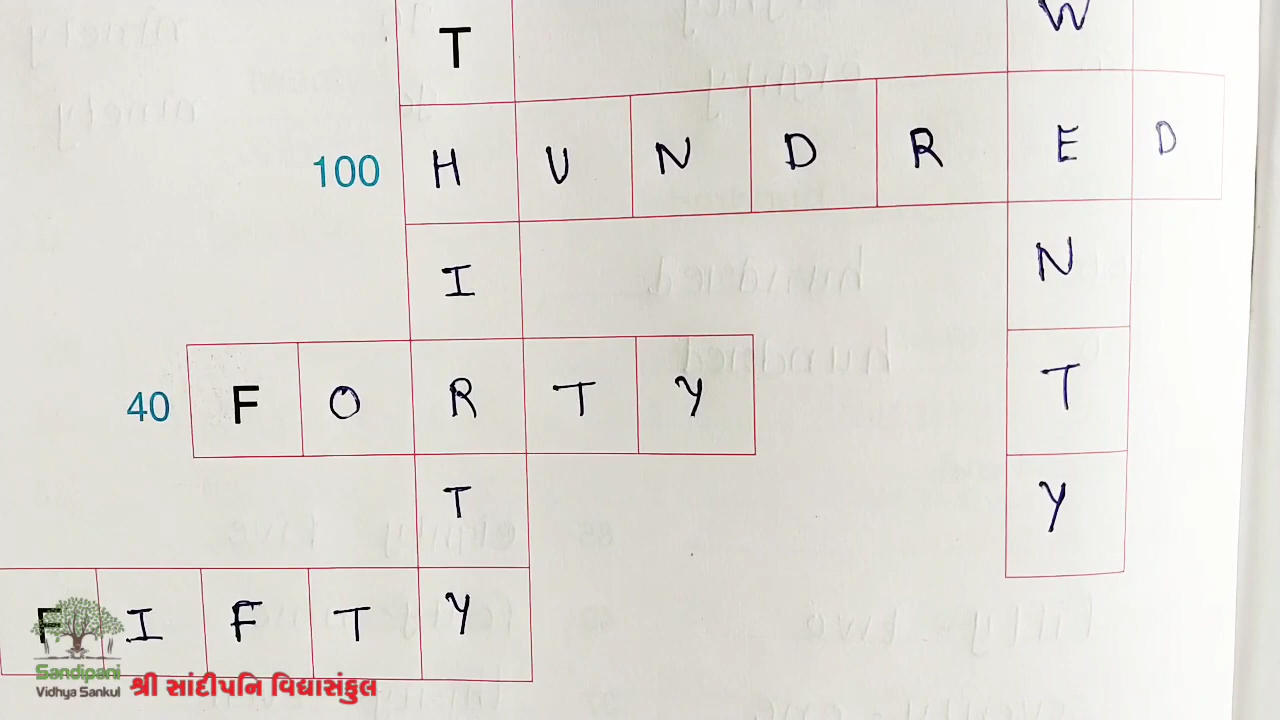 T W
100 H U N D R E D
I N
40 F O R T Y T
T Y
F I F T Y
Sandipani
Vidhya Sankul
શ્રી સાંદીપનિ વિદ્યાસંકુલ